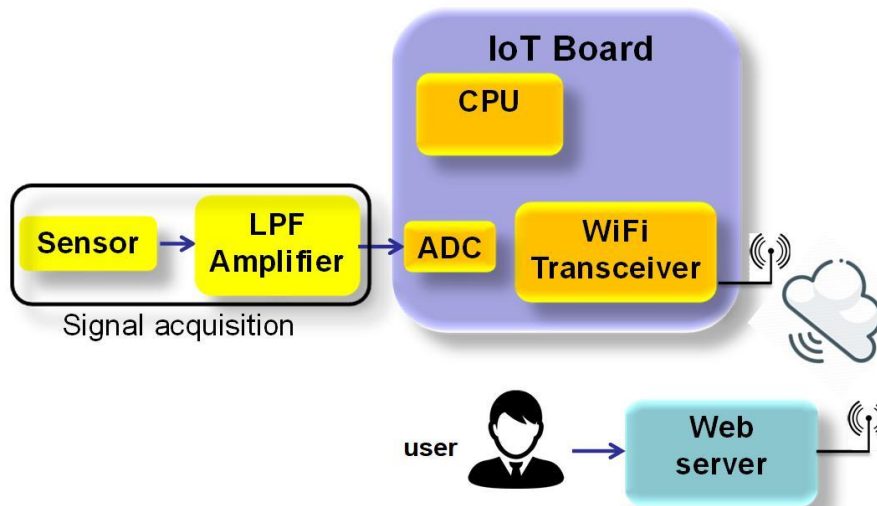 IoT Board
CPU
Sensor
LPF
Amplifier
ADC
WiFi
Transceiver
Signal acquisition
user
Web
server